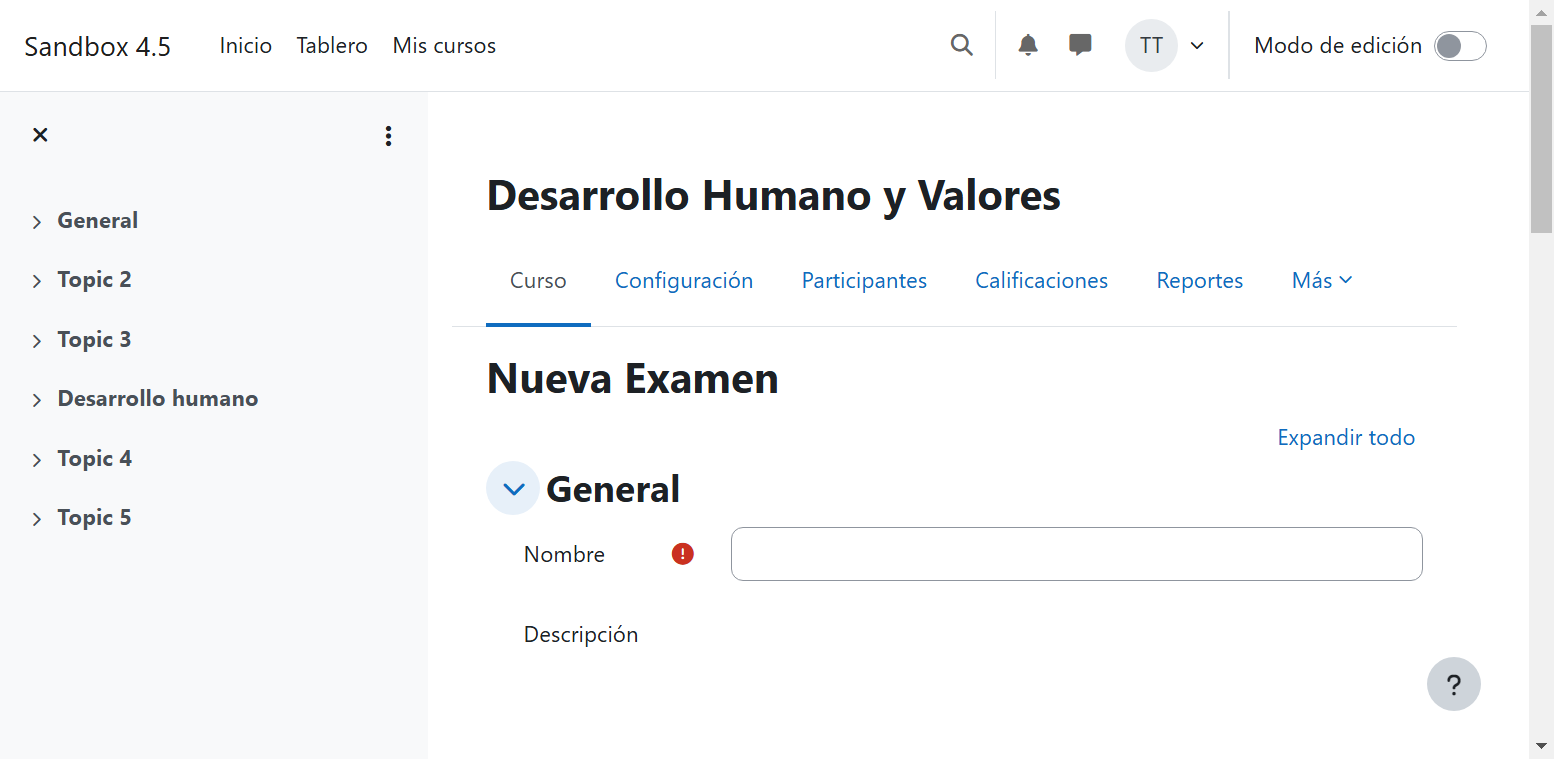 Sandbox 4.5 Inicio Tablero Mis cursos TT Modo de edición
General
Topic 2
Topic 3
Desarrollo humano
Topic 4
Topic 5
Desarrollo Humano y Valores
Curso Configuración Participantes Calificaciones Reportes Más
Nueva Examen
Expandir todo
General
Nombre
Descripción
?